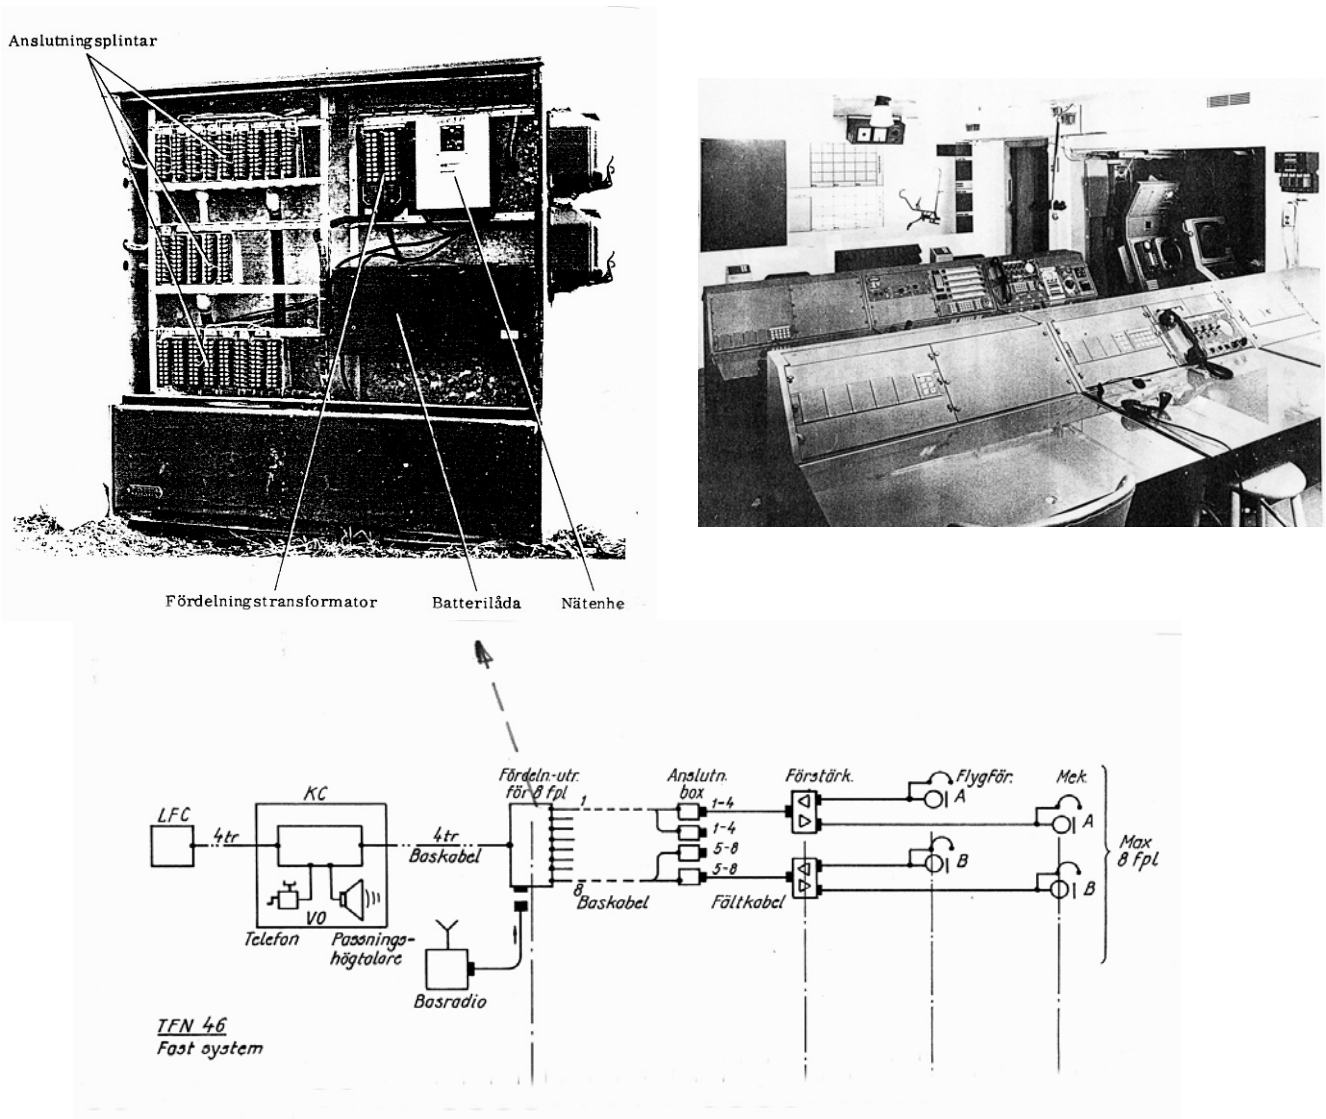 Anslutningsplintar
Fördelningstransformator
Batterilåda
Nätenhe
LFC
4tr
KC
VO
Telefon
Passnings-
högtalare
4tr
Baskabel
Fördeln.-utr.
för 8 fpl
1
8
Baskabel
Basradio
Anslutn.
box
1-4
1-4
5-8
5-8
Fältkabel
Förstärk.
Flygför.
A
B
Mek.
A
B
Max
8 fpl
TFN 46
Fast system